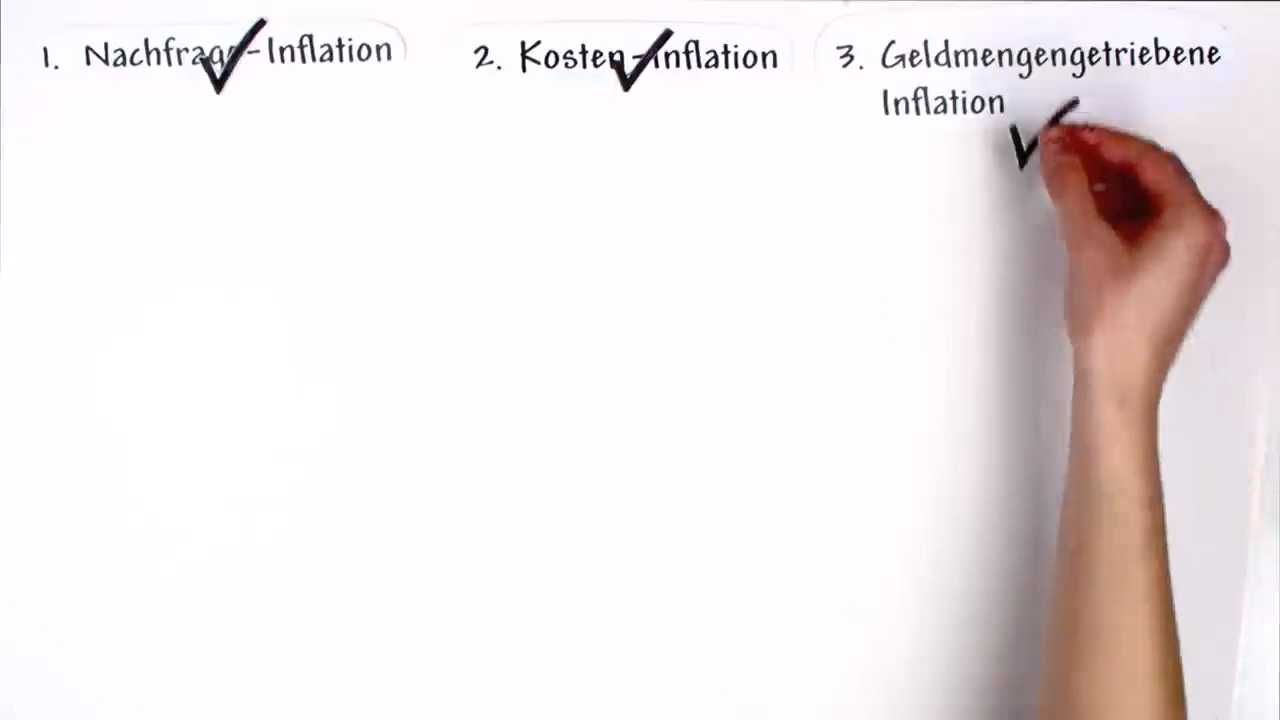 1. Nachfrage-Inflation
2. Kosten-Inflation
3. Geldmengengetriebene
Inflation